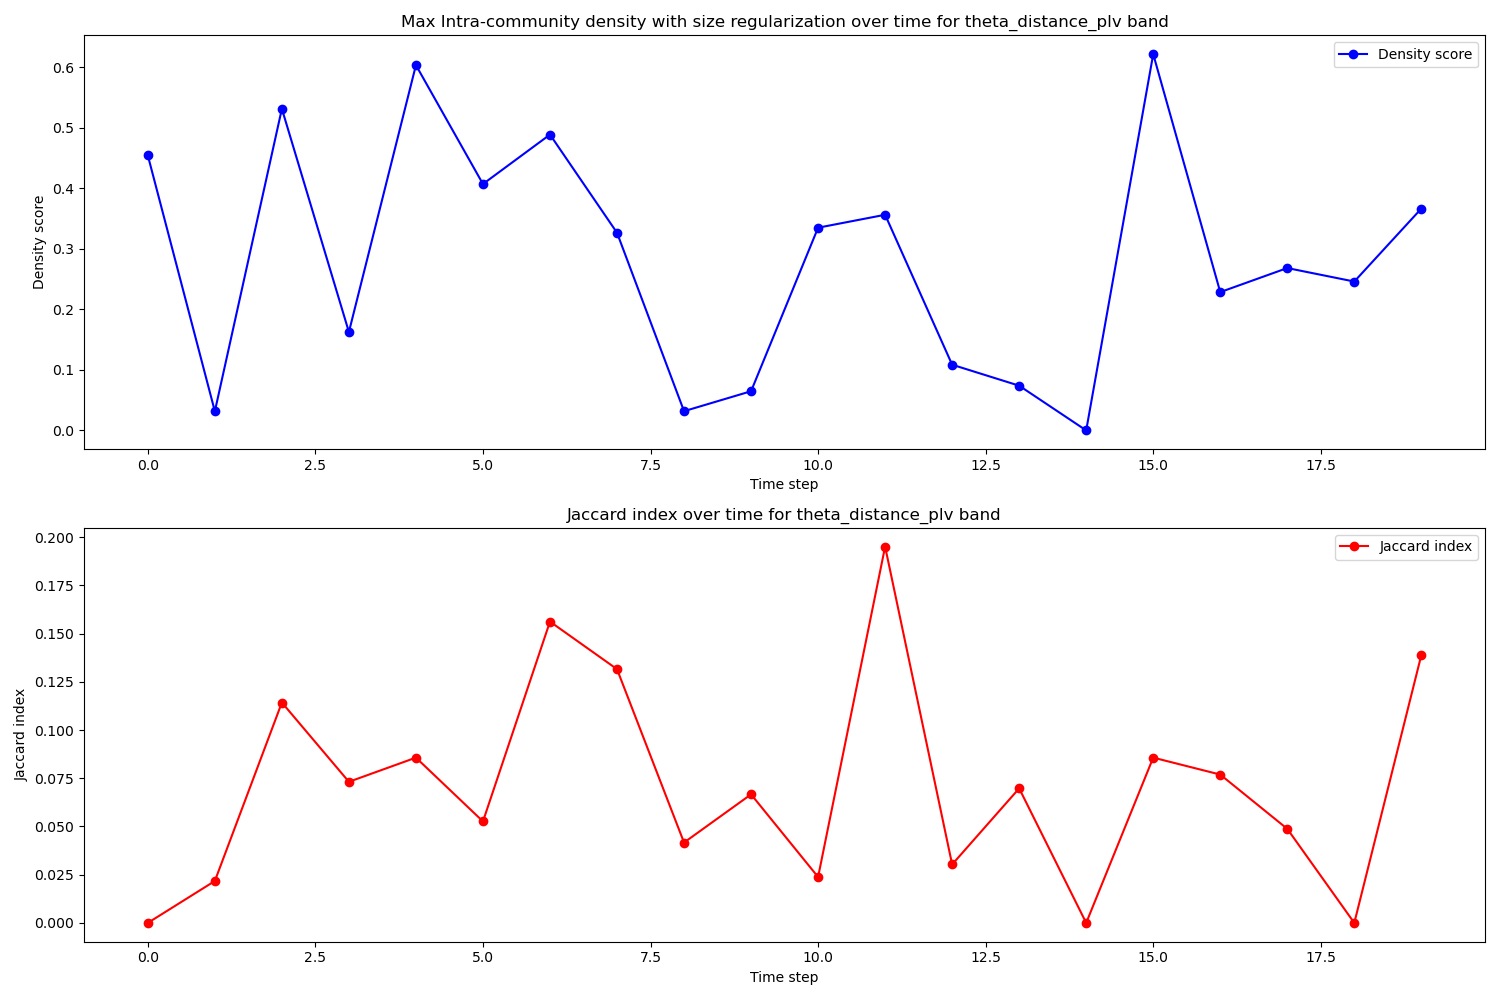 Max Intra-community density with size regularization over time for theta_distance_plv band
Density score
Density score
0.6
0.5
0.4
0.3
0.2
0.1
0.0
0.0 2.5 5.0 7.5 10.0 12.5 15.0 17.5
Time step
Jaccard index over time for theta_distance_plv band
Jaccard index
Jaccard index
0.200
0.175
0.150
0.125
0.100
0.075
0.050
0.025
0.000
0.0 2.5 5.0 7.5 10.0 12.5 15.0 17.5
Time step